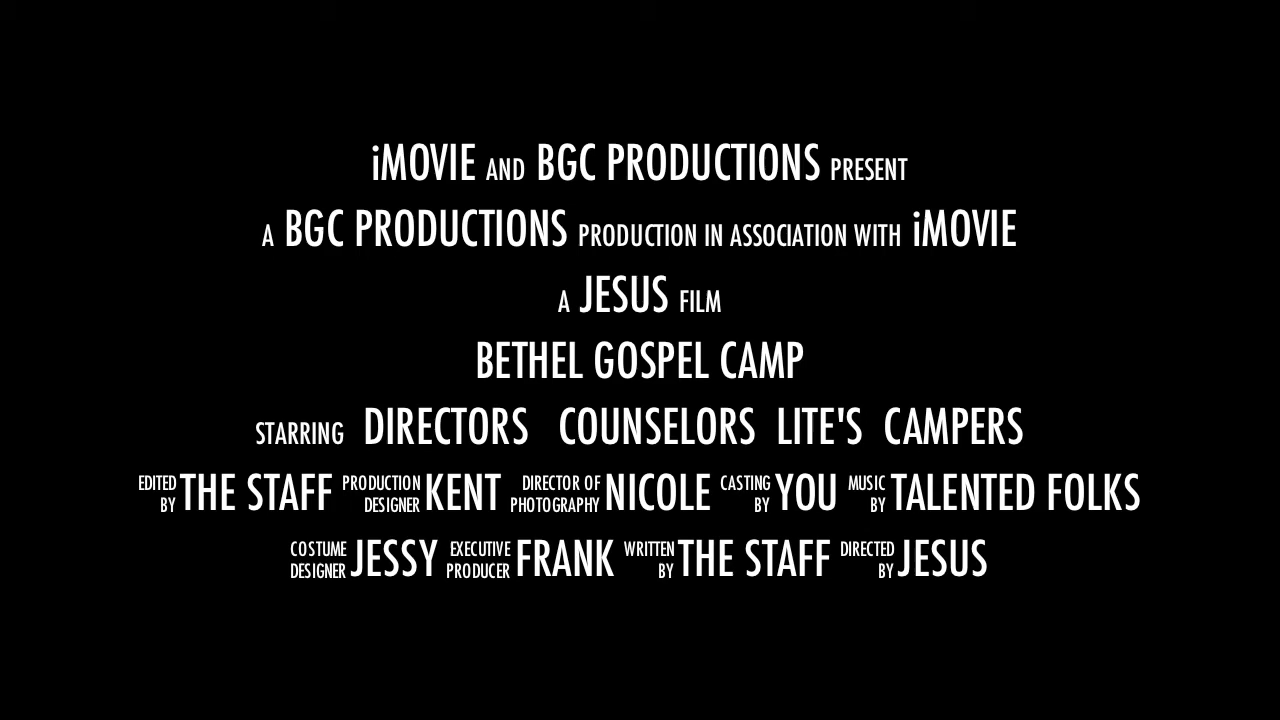 iMOVIE AND BGC PRODUCTIONS PRESENT
A BGC PRODUCTIONS PRODUCTION IN ASSOCIATION WITH iMOVIE
A JESUS FILM
BETHEL GOSPEL CAMP
STARRING DIRECTORS COUNSELORS LITE'S CAMPERS
EDITED BY THE STAFF PRODUCTION DESIGNER KENT DIRECTOR OF PHOTOGRAPHY NICOLE CASTING BY YOU MUSIC BY TALENTED FOLKS
COSTUME DESIGNER JESSY EXECUTIVE PRODUCER FRANK WRITTEN BY THE STAFF DIRECTED BY JESUS